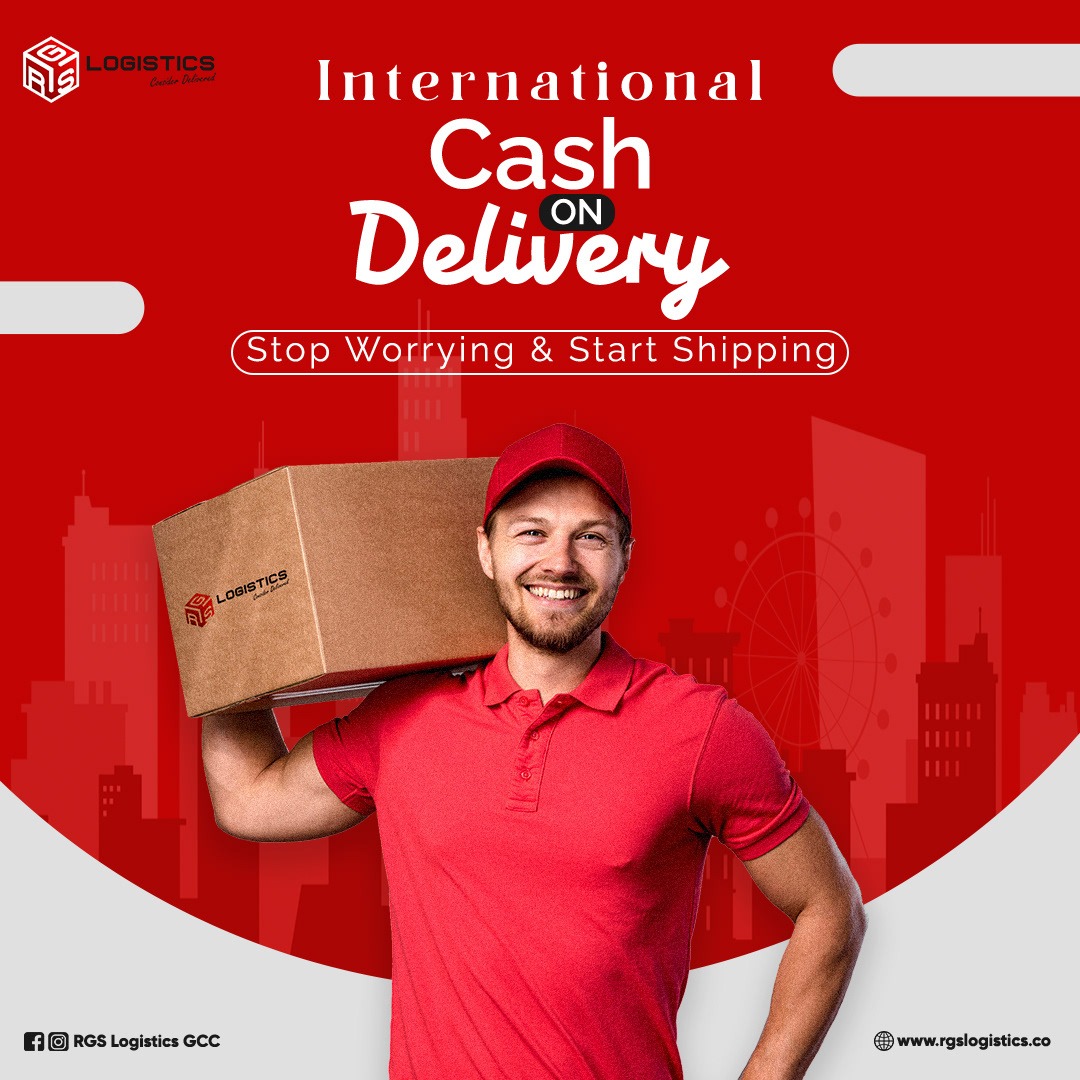 RGS LOGISTICS
Consider Delivered
International
Cash
ON
Delivery
Stop Worrying & Start Shipping
RGS LOGISTICS
Consider Delivered
RGS Logistics GCC
www.rgslogistics.co